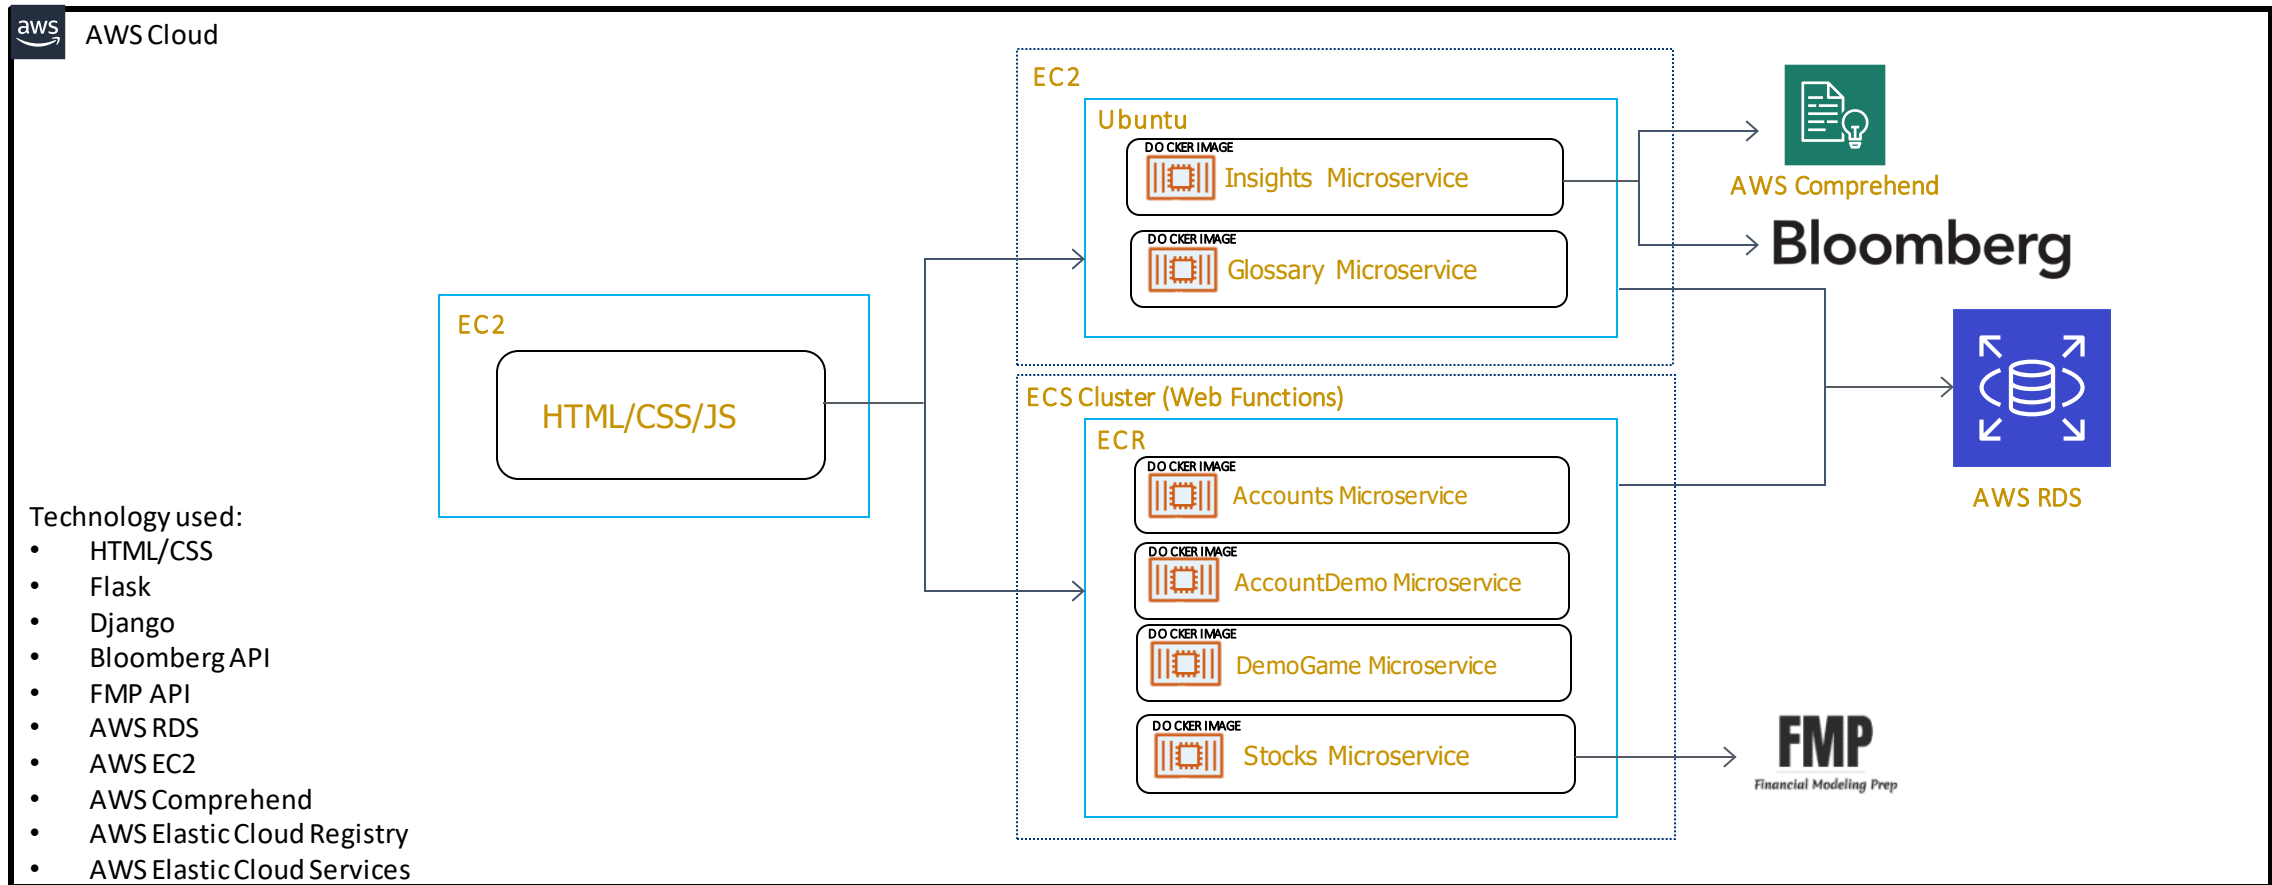 aws
AWS Cloud
EC2
Ubuntu
DOCKER IMAGE
Insights Microservice
DOCKER IMAGE
Glossary Microservice
AWS Comprehend
Bloomberg
EC2
HTML/CSS/JS
ECS Cluster (Web Functions)
ECR
DOCKER IMAGE
Accounts Microservice
DOCKER IMAGE
AccountDemo Microservice
DOCKER IMAGE
DemoGame Microservice
DOCKER IMAGE
Stocks Microservice
AWS RDS
FMP
Financial Modeling Prep
Technology used:
• HTML/CSS
• Flask
• Django
• Bloomberg API
• FMP API
• AWS RDS
• AWS EC2
• AWS Comprehend
• AWS Elastic Cloud Registry
• AWS Elastic Cloud Services